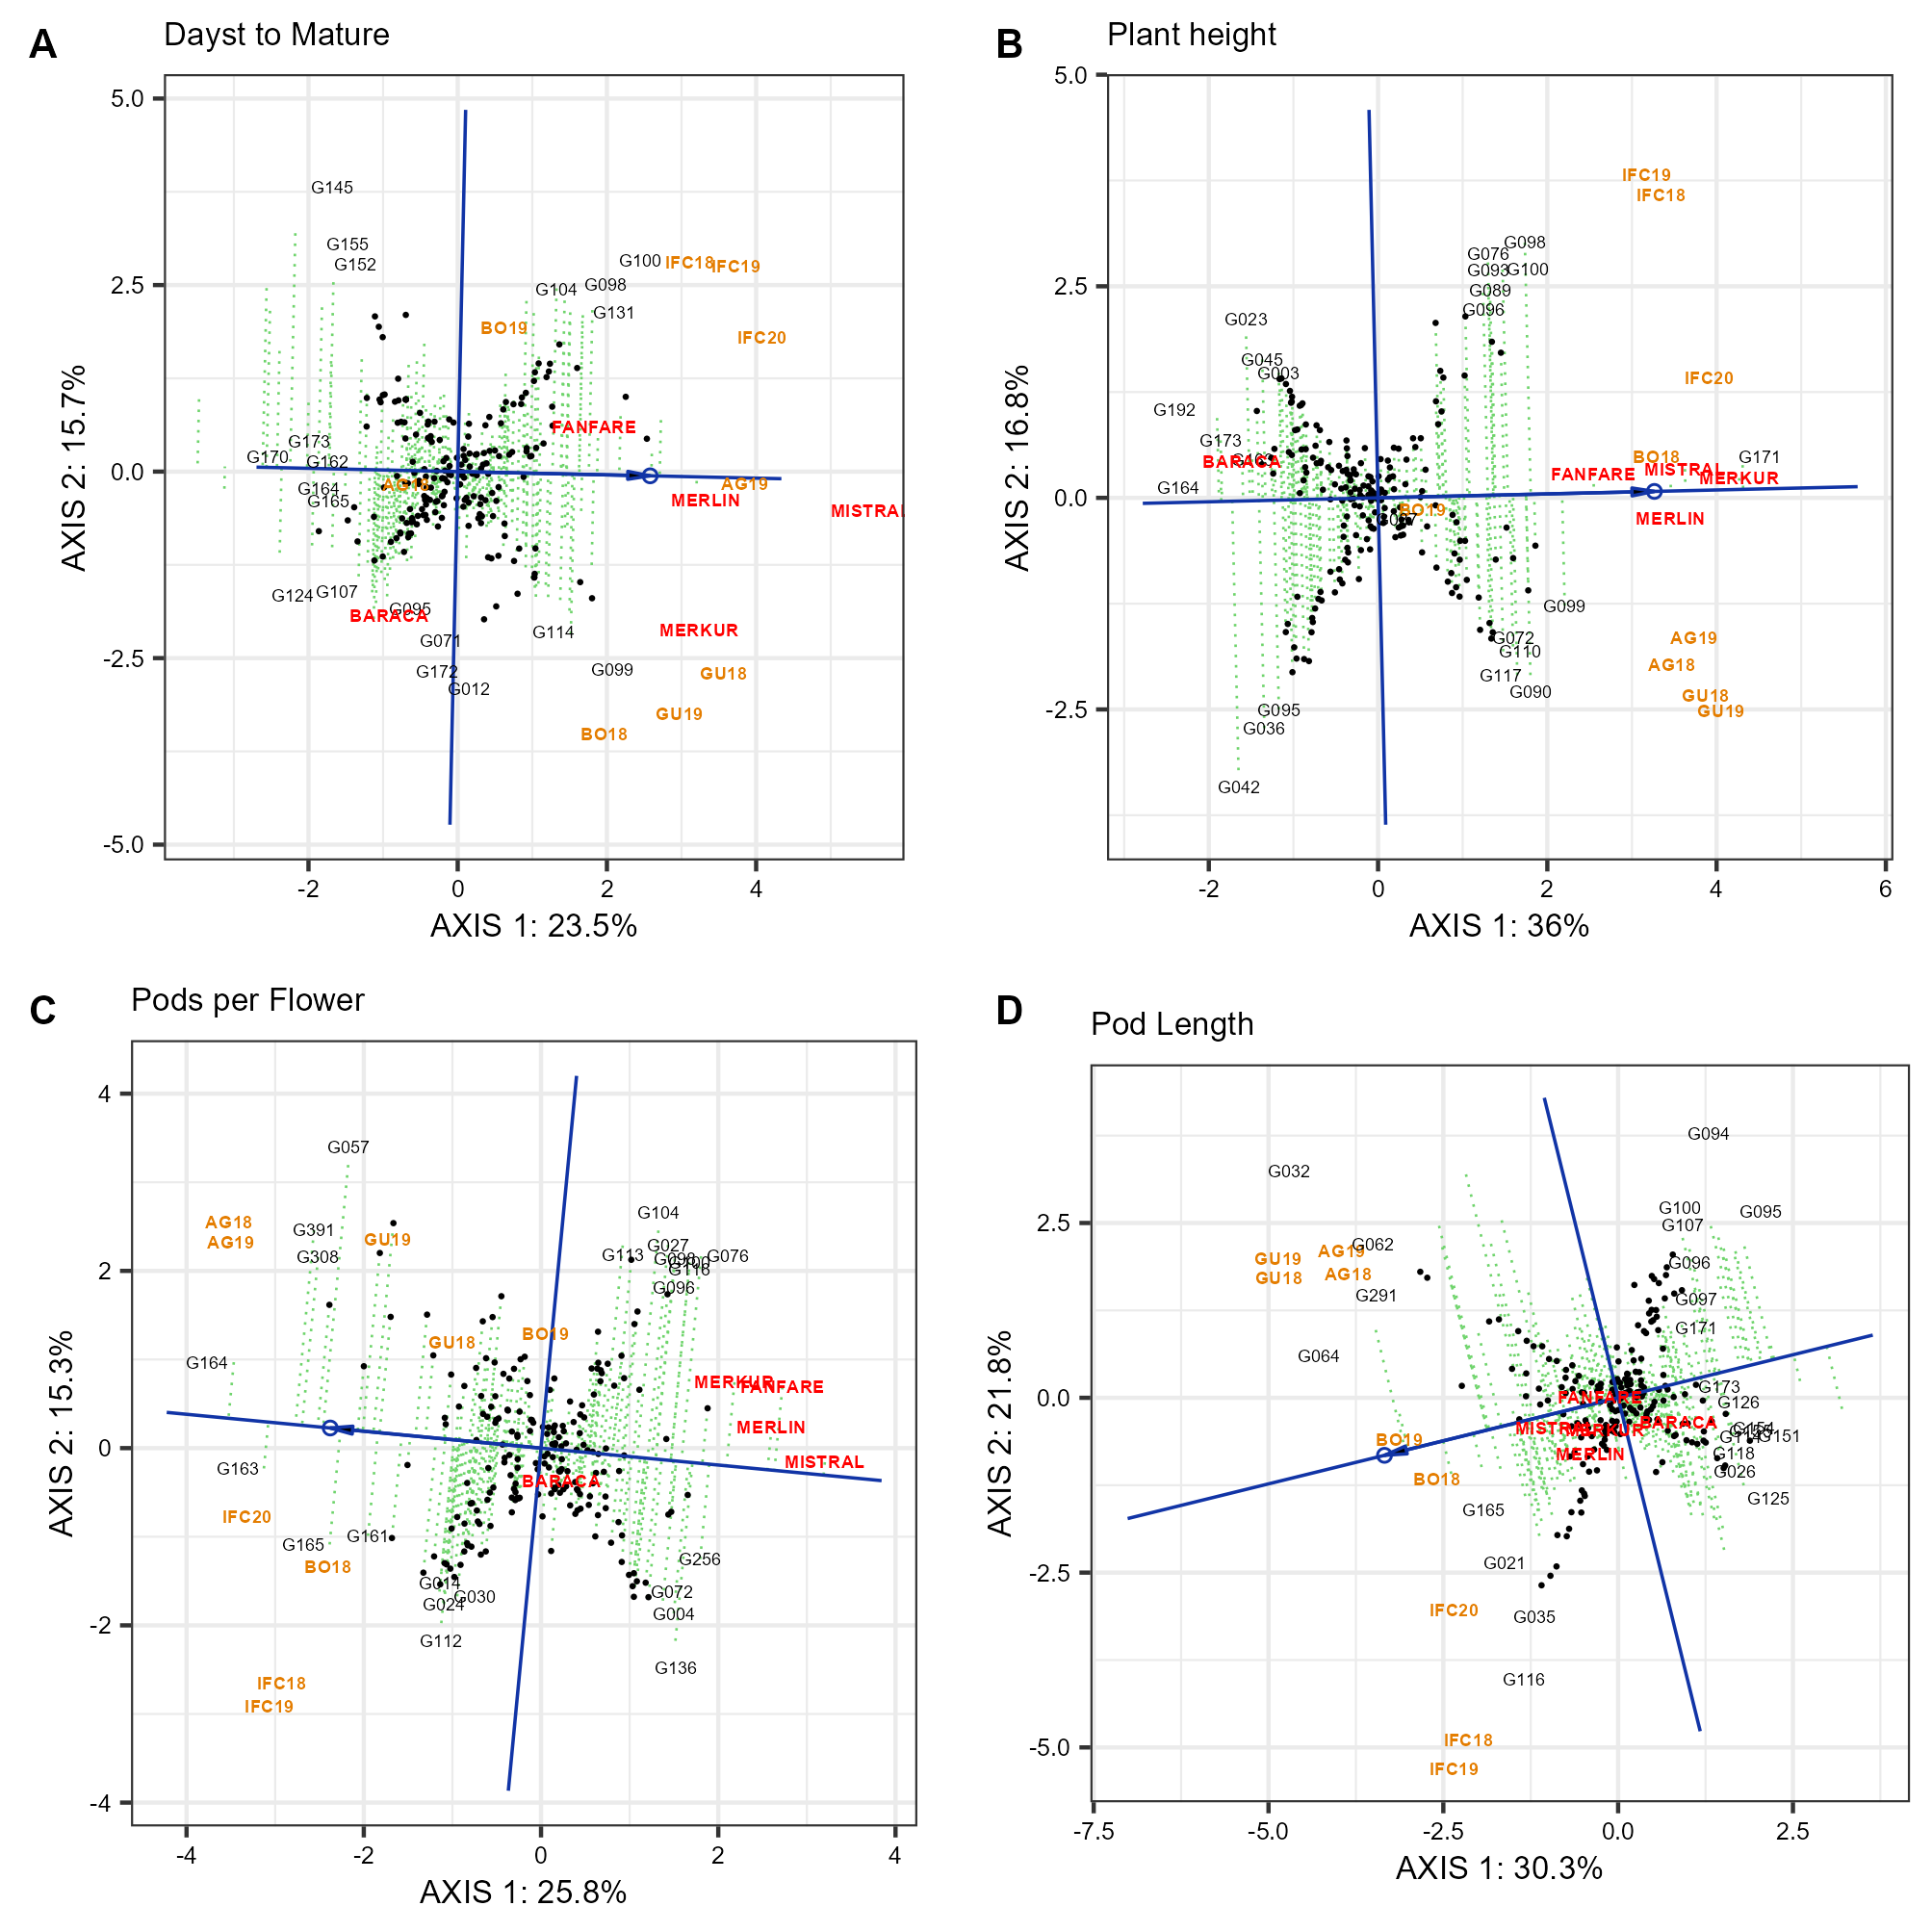 A
Dayst to Mature
5.0
2.5
0.0
-2.5
-5.0
AXIS 2: 15.7%
G145
G155
G152
G100
IFC18
IFC19
G104
G098
G131
BO19
IFC20
FANFARE
G173
G170
G162
G164
G165
AG18
AG19
MERLIN
MISTRAL
G124
G107
G095
BARACA
G071
G114
MERKUR
G172
G012
G099
GU18
GU19
BO18
-2
0
2
4
AXIS 1: 23.5%
B
Plant height
5.0
2.5
0.0
-2.5
AXIS 2: 16.8%
IFC19
IFC18
G098
G076
G093
G100
G089
G096
G023
G045
G003
IFC20
G192
G173
BARACA
BO18
G171
MISTRAL
FANFARE
MERKUR
G164
BO19
MERLIN
G099
G072
G110
AG19
AG18
G117
G090
GU18
GU19
G095
G036
G042
-2
0
2
4
6
AXIS 1: 36%
C
Pods per Flower
4
2
0
-2
-4
AXIS 2: 15.3%
G057
AG18
AG19
G391
G308
GU19
G104
G027
G113
G098
G076
G116
G096
GU18
BO19
G164
MERKUR
FANFARE
MERLIN
MISTRAL
G163
BARACA
IFC20
G165
G161
BO18
G014
G030
G024
G112
G256
G072
G004
G136
IFC18
IFC19
-4
-2
0
2
4
AXIS 1: 25.8%
D
Pod Length
2.5
0.0
-2.5
-5.0
AXIS 2: 21.8%
G094
G032
G100
G095
G107
G062
AG19
GU19
GU18
AG18
G096
G291
G097
G171
G064
G173
FANFARE
G126
BARACA
MISTRAL
MERKUR
G151
BO19
MERLIN
G118
G026
BO18
G125
G165
G021
IFC20
G035
G116
IFC18
IFC19
-7.5
-5.0
-2.5
0.0
2.5
AXIS 1: 30.3%